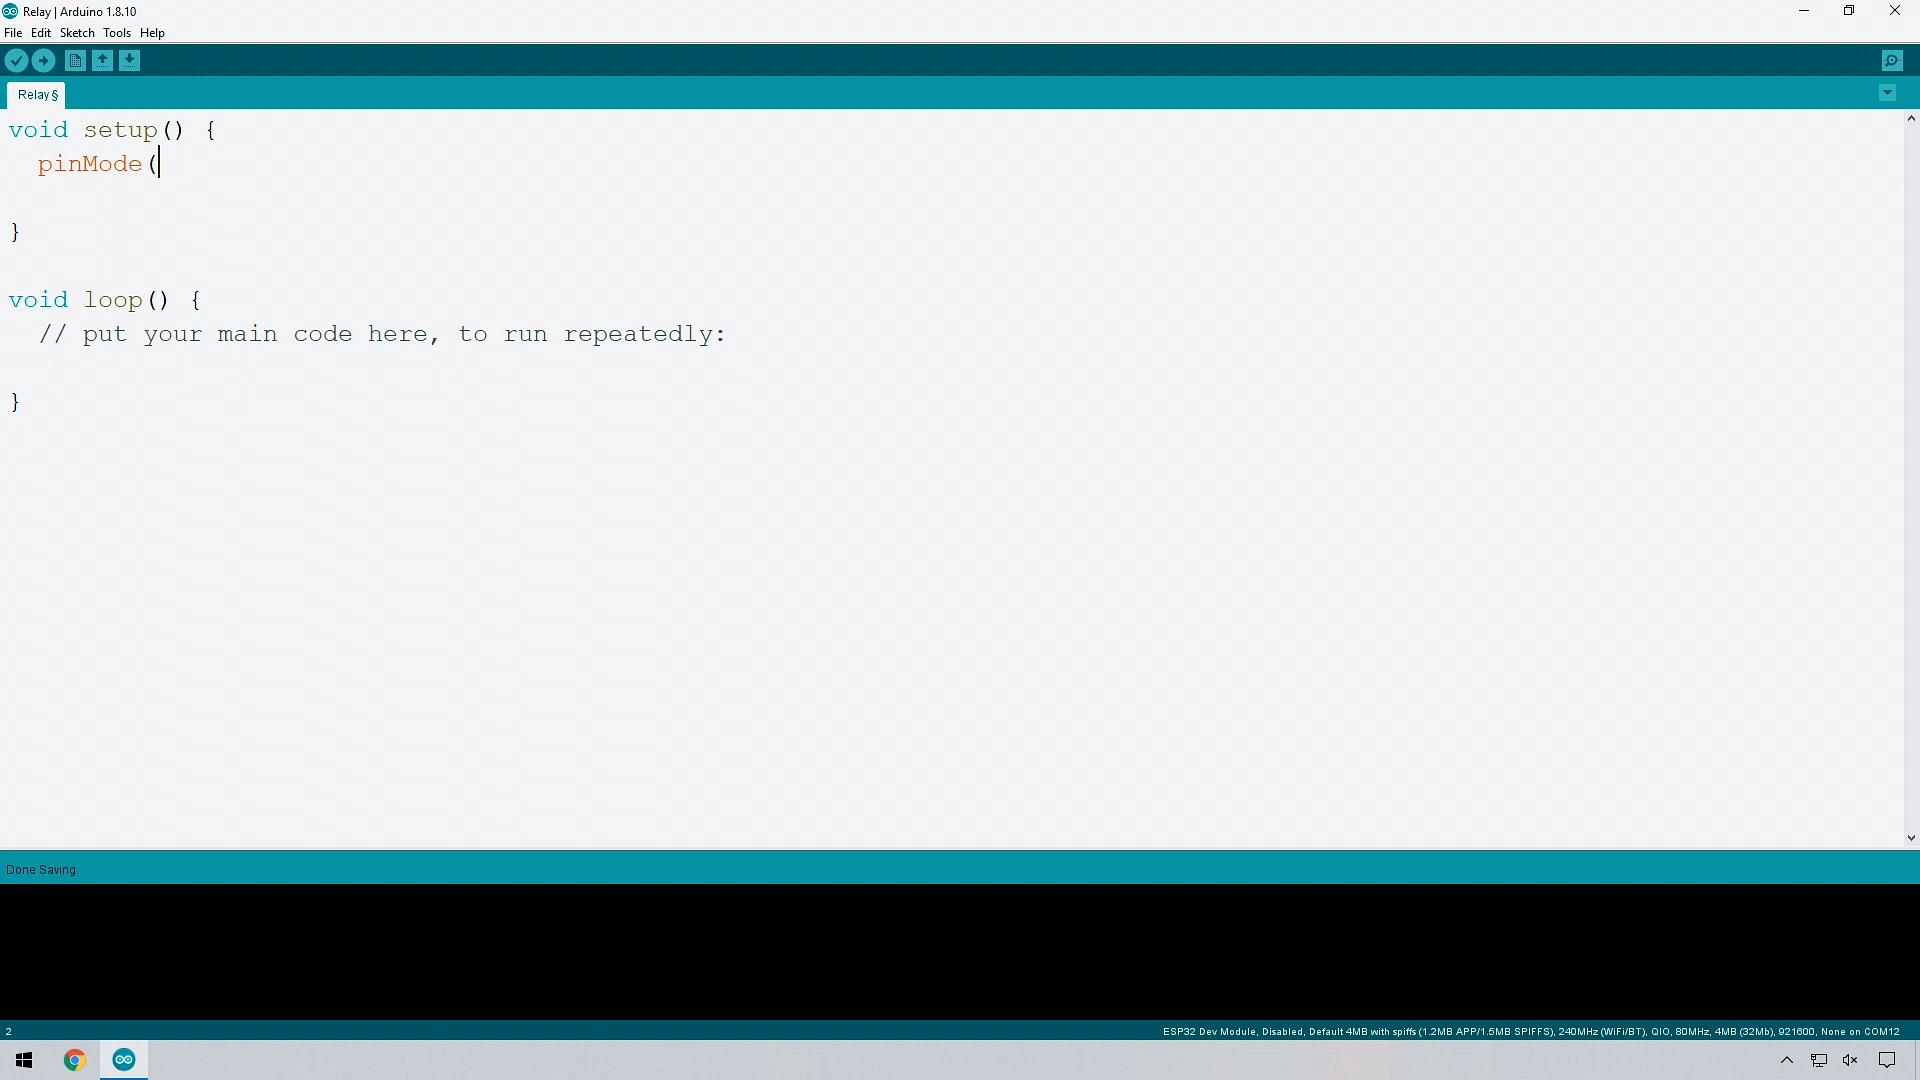 Relay | Arduino 1.8.10
File Edit Sketch Tools Help
Relay §
void setup() {
pinMode(
}
void loop() {
// put your main code here, to run repeatedly:
}
Done Saving.
2
ESP32 Dev Module, Disabled, Default 4MB with spiffs (1.2MB APP/1.5MB SPIFFS), 240MHz (WiFi/BT), QIO, 80MHz, 4MB (32Mb), 921600, None on COM12